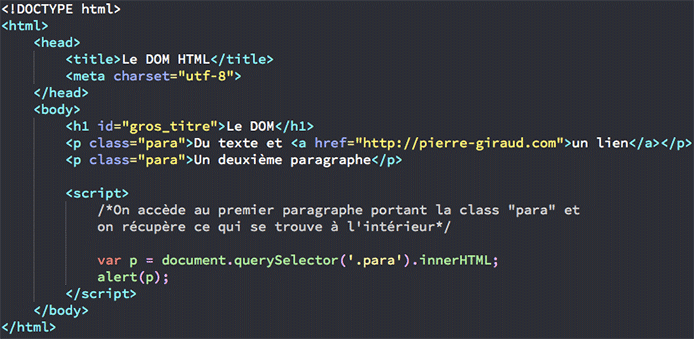 <!DOCTYPE html>
<html>
<head>
<title>Le DOM HTML</title>
<meta charset="utf-8">
</head>
<body>
<h1 id="gros_titre">Le DOM</h1>
<p class="para">Du texte et <a href="http://pierre-giraud.com">un lien</a></p>
<p class="para">Un deuxième paragraphe</p>
<script>
/*On accède au premier paragraphe portant la class "para" et
on récupère ce qui se trouve à l'intérieur*/
var p = document.querySelector('.para').innerHTML;
alert(p);
</script>
</body>
</html>